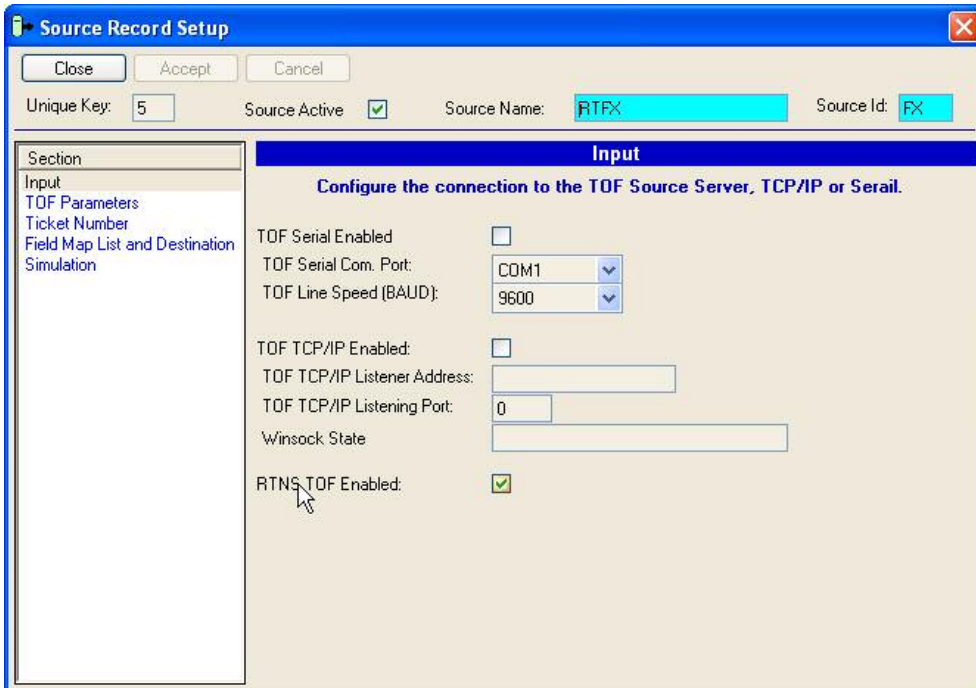 Source Record Setup
Close Accept Cancel
Unique Key: 5 Source Active Source Name: RTFX Source Id: FX
Section
Input
TOF Parameters
Ticket Number
Field Map List and Destination
Simulation
Input
Configure the connection to the TOF Source Server, TCP/IP or Serail.
TOF Serial Enabled
TOF Serial Com. Port: COM1
TOF Line Speed (BAUD): 9600
TOF TCP/IP Enabled:
TOF TCP/IP Listener Address:
TOF TCP/IP Listening Port: 0
Winsock State
RTNS TOF Enabled: